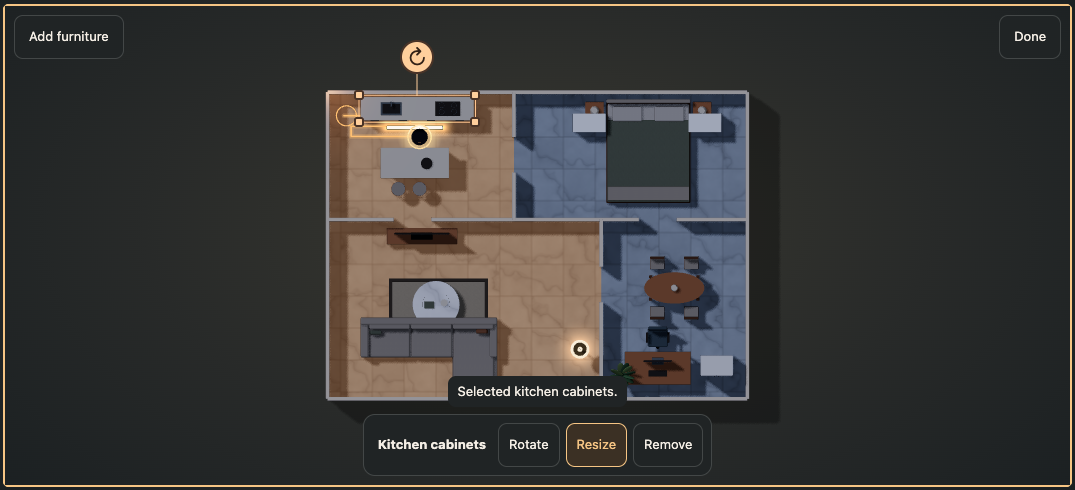 Add furniture
Done
Selected kitchen cabinets.
Kitchen cabinets
Rotate
Resize
Remove